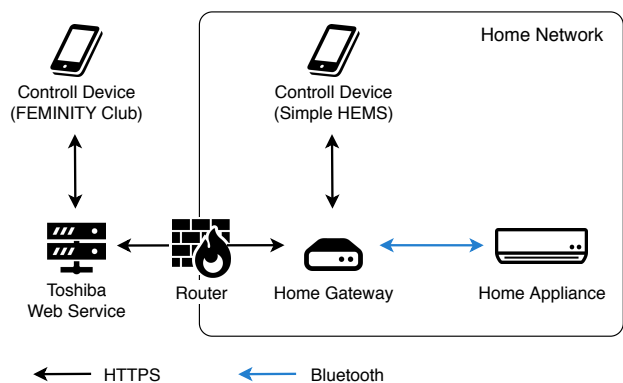 Home Network
Controll Device
(FEMINITY Club)
Controll Device
(Simple HEMS)
Toshiba
Web Service
Router
Home Gateway
Home Appliance
HTTPS
Bluetooth